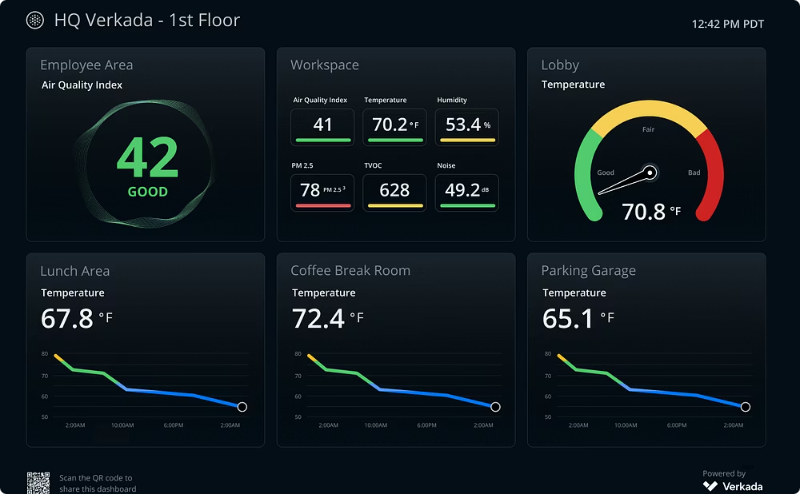 HQ Verkada - 1st Floor
12:42 PM PDT
Employee Area
Air Quality Index
42
GOOD
Workspace
Air Quality Index
41
Temperature
70.2 °F
Humidity
53.4 %
PM 2.5
78 PM 2.5 ³
TVOC
628
Noise
49.2 dB
Lobby
Temperature
Fair
Good
Bad
70.8 °F
Lunch Area
Temperature
67.8 °F
80
70
60
50
2:00AM 10:00AM 6:00PM 2:00AM
Coffee Break Room
Temperature
72.4 °F
80
70
60
50
2:00AM 10:00AM 6:00PM 2:00AM
Parking Garage
Temperature
65.1 °F
80
70
60
50
2:00AM 10:00AM 6:00PM 2:00AM
Scan the QR code to
share this dashboard
Powered by
Verkada